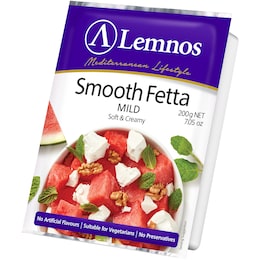 Lemnos
Mediterranean Lifestyle
Smooth Fetta
MILD
Soft & Creamy
200g NET
7.05 oz
No Artificial Flavours | Suitable for Vegetarians | No Preservatives